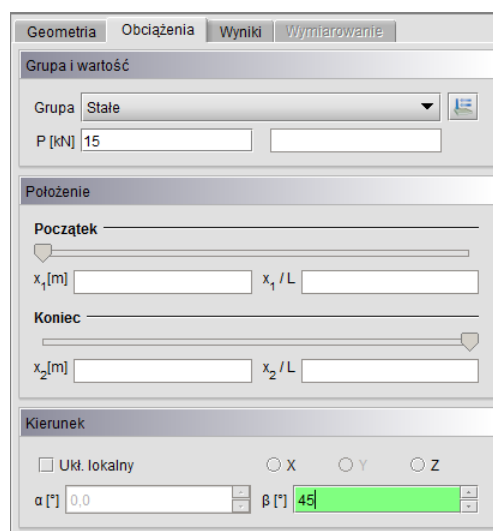 Geometria Obciążenia Wyniki Wymiarowanie
Grupa i wartość
Grupa Stałe
P [kN] 15
Położenie
Początek
x1[m] x1 / L
Koniec
x2[m] x2 / L
Kierunek
Ukł. lokalny X Y Z
α [°] 0,0 β [°] 45